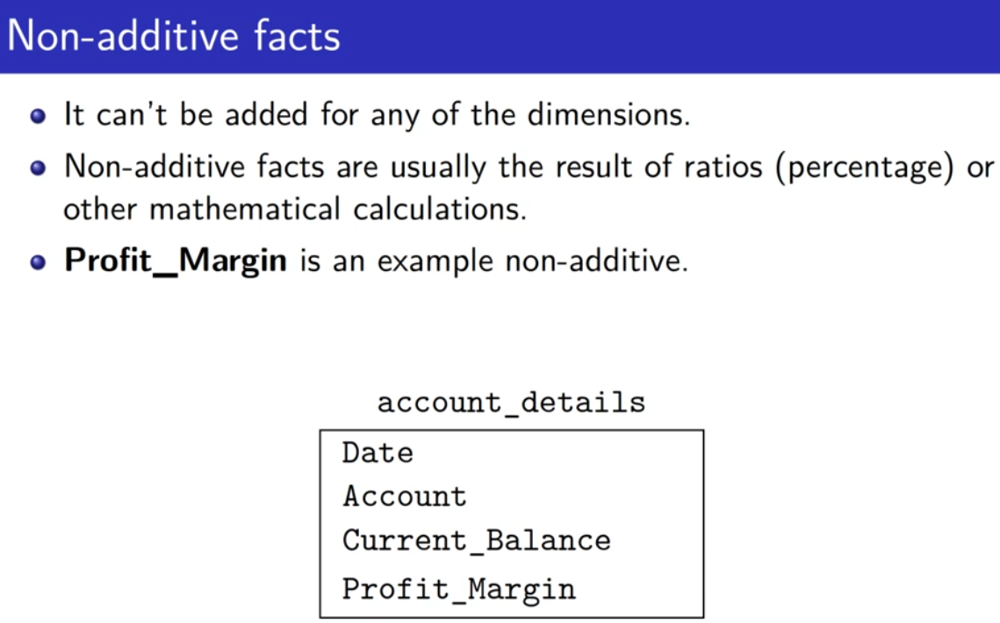 Non-additive facts
It can't be added for any of the dimensions.
Non-additive facts are usually the result of ratios (percentage) or
other mathematical calculations.
Profit_Margin is an example non-additive.
account_details
Date
Account
Current_Balance
Profit_Margin